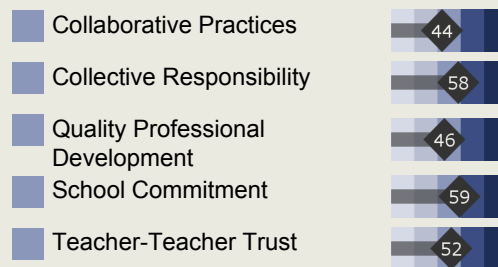 Collaborative Practices 44
Collective Responsibility 58
Quality Professional
Development 46
School Commitment 59
Teacher-Teacher Trust 52